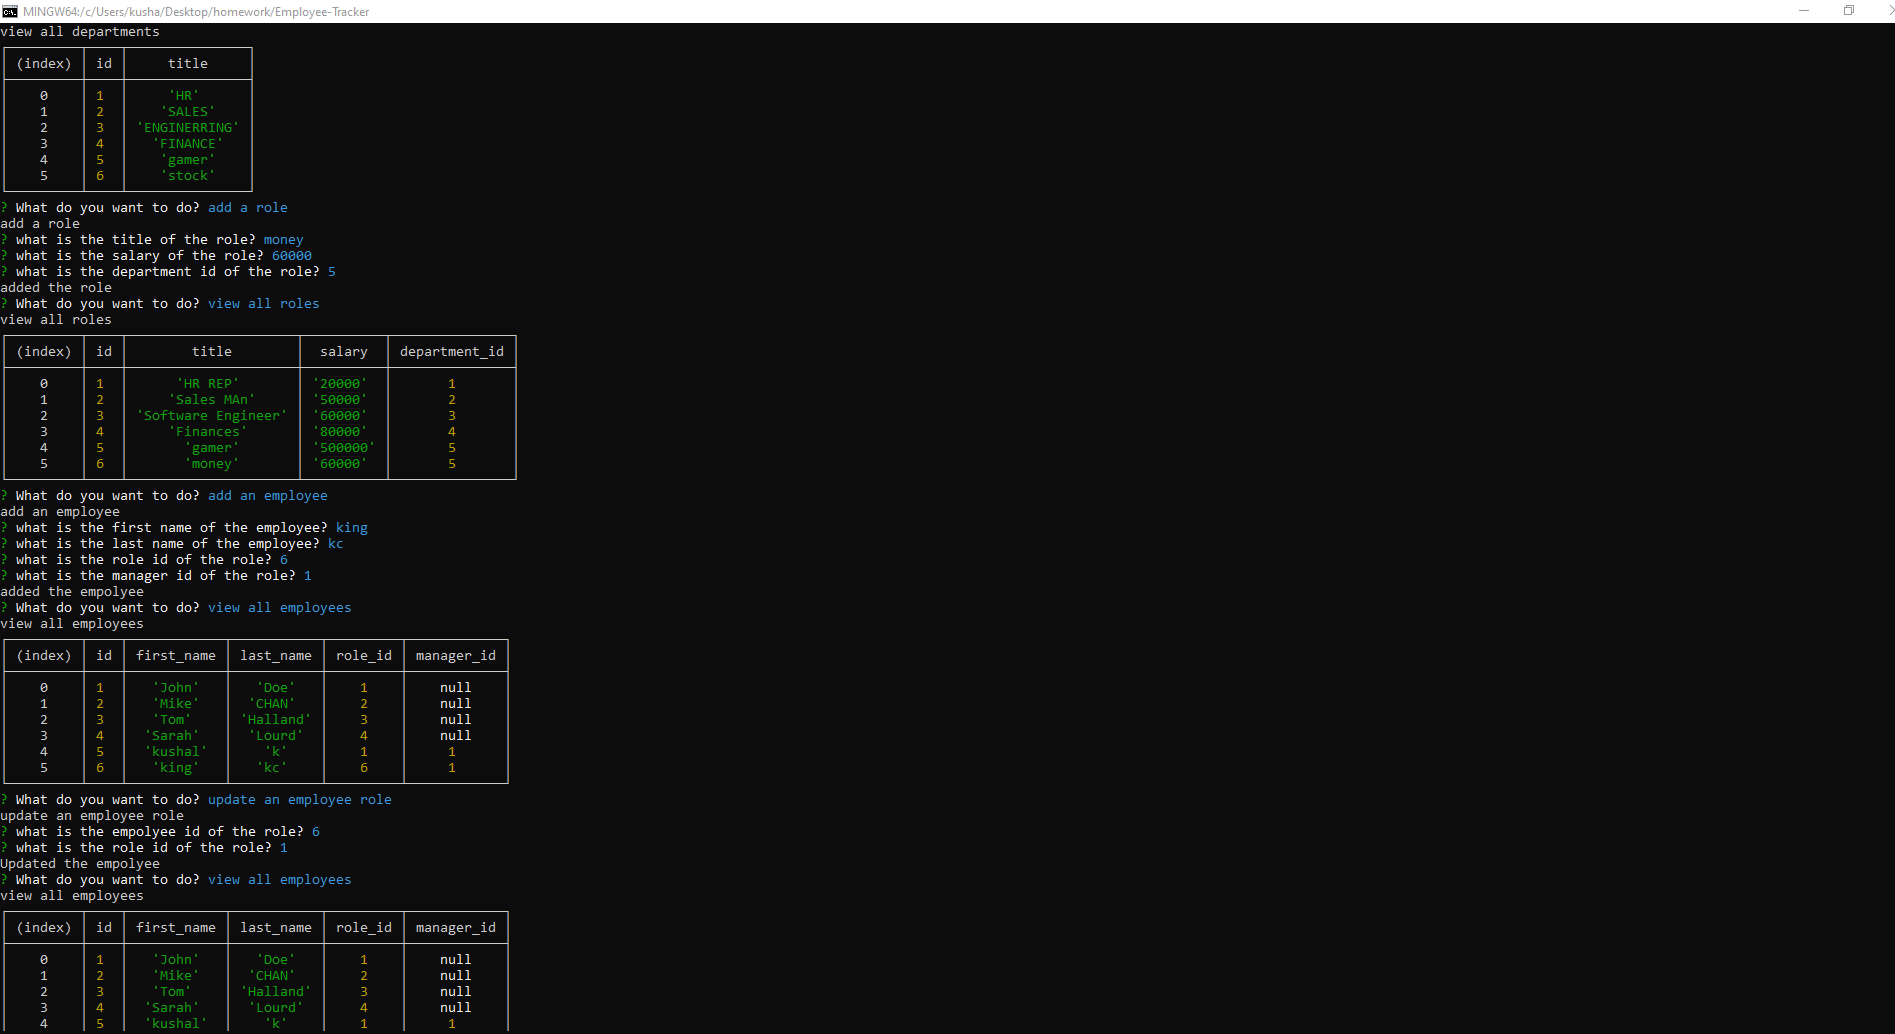 MINGW64:/c/Users/kusha/Desktop/homework/Employee-Tracker
view all departments
(index) id title
0 1 'HR'
1 2 'SALES'
2 3 'ENGINERRING'
3 4 'FINANCE'
4 5 'gamer'
5 6 'stock'
? What do you want to do? add a role
add a role
? what is the title of the role? money
? what is the salary of the role? 60000
? what is the department id of the role? 5
added the role
? What do you want to do? view all roles
view all roles
(index) id title salary department_id
0 1 'HR REP' '20000' 1
1 2 'Sales MAn' '50000' 2
2 3 'Software Engineer' '60000' 3
3 4 'Finances' '80000' 4
4 5 'gamer' '500000' 5
5 6 'money' '60000' 5
? What do you want to do? add an employee
add an employee
? what is the first name of the employee? king
? what is the last name of the employee? kc
? what is the role id of the role? 6
? what is the manager id of the role? 1
added the empolyee
? What do you want to do? view all employees
view all employees
(index) id first_name last_name role_id manager_id
0 1 'John' 'Doe' 1 null
1 2 'Mike' 'CHAN' 2 null
2 3 'Tom' 'Halland' 3 null
3 4 'Sarah' 'Lourd' 4 null
4 5 'kushal' 'k' 1 1
5 6 'king' 'kc' 6 1
? What do you want to do? update an employee role
update an employee role
? what is the empolyee id of the role? 6
? what is the role id of the role? 1
Updated the empolyee
? What do you want to do? view all employees
view all employees
(index) id first_name last_name role_id manager_id
0 1 'John' 'Doe' 1 null
1 2 'Mike' 'CHAN' 2 null
2 3 'Tom' 'Halland' 3 null
3 4 'Sarah' 'Lourd' 4 null
4 5 'kushal' 'k' 1 1